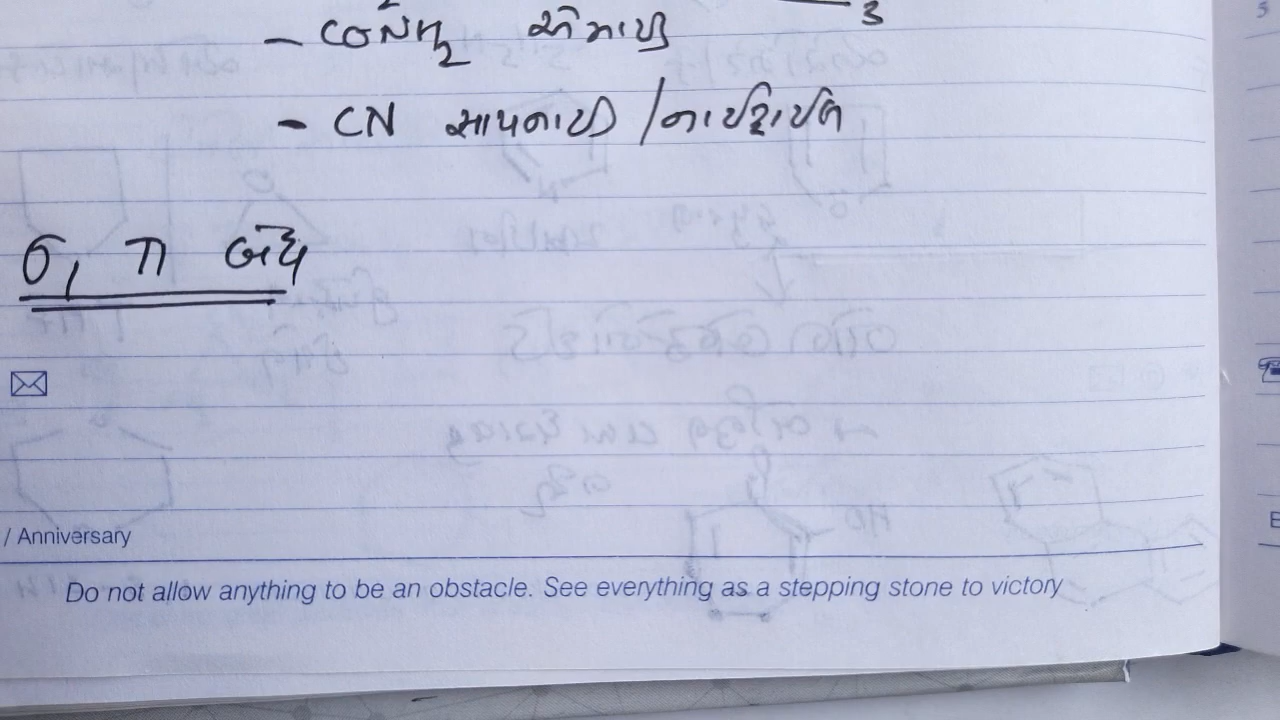 3
- CONH₂ એમાઇડ
- CN સાયનાઇડ / નાઇટ્રાઇલ
σ, π બંધ
/ Anniversary
Do not allow anything to be an obstacle. See everything as a stepping stone to victory